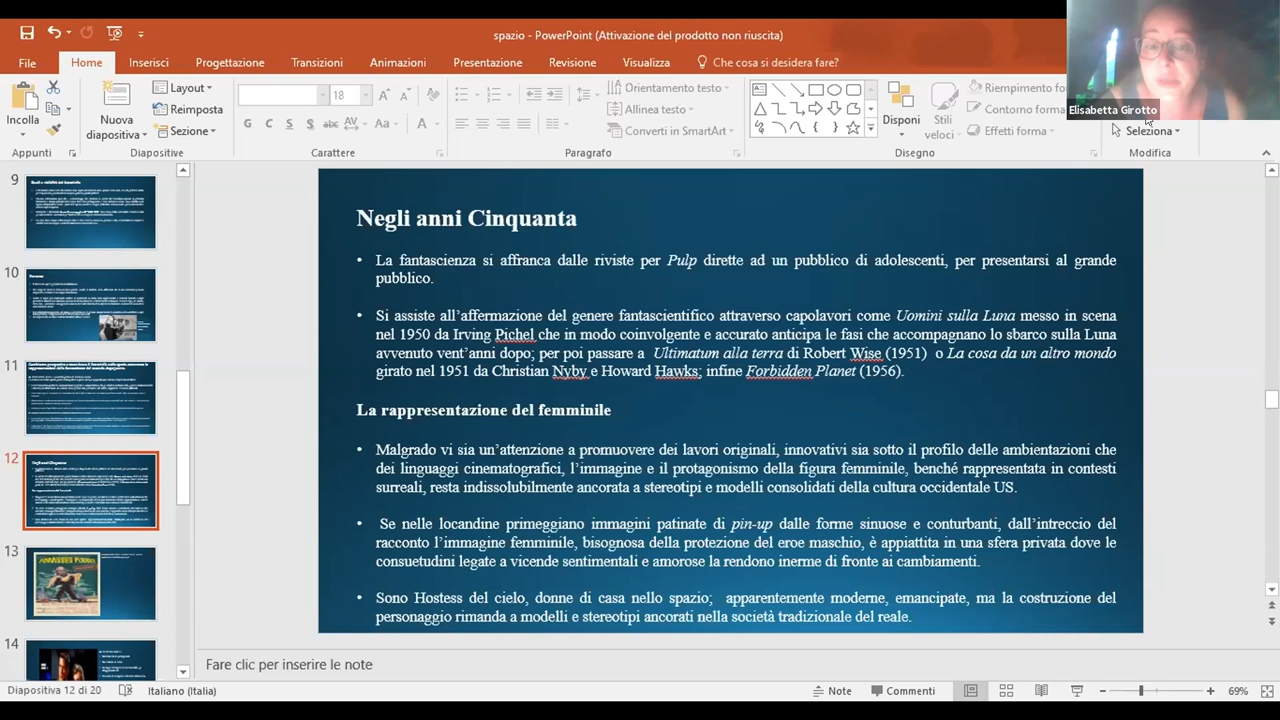 spazio - PowerPoint (Attivazione del prodotto non riuscita)
File Home Inserisci Progettazione Transizioni Animazioni Presentazione Revisione Visualizza Che cosa si desidera fare?
Elisabetta Girotto
Incolla
Nuova diapositiva
Layout
Reimposta
Sezione
18
G C S S abc AV Aa A
Orientamento testo
Allinea testo
Converti in SmartArt
Disponi
Stili veloci
Riempimento
Contorno forma
Effetti forma
Seleziona
Appunti Diapositive Carattere Paragrafo Disegno Modifica
9
10
11
12
13
14
Negli anni Cinquanta
• La fantascienza si affranca dalle riviste per Pulp dirette ad un pubblico di adolescenti, per presentarsi al grande
pubblico.
• Si assiste all'affermazione del genere fantascientifico attraverso capolavori come Uomini sulla Luna messo in scena
nel 1950 da Irving Pichel che in modo coinvolgente e accurato anticipa le fasi che accompagnano lo sbarco sulla Luna
avvenuto vent'anni dopo; per poi passare a Ultimatum alla Terra di Robert Wise (1951) e La cosa da un altro mondo
girato nel 1951 da Christian Nyby e Howard Hawks; infine Forbidden Planet (1956).
La rappresentazione al femminile
• Malgrado vi siano tentativi a promuovere dei lavori originali, innovativi sia sotto il profilo delle ambientazioni che
dei linguaggi e scenografici, l'immagine e il protagonismo della figura femminile, benché implementata in contesti
surreali, resta indistruttibilmente ancorata a stereotipi e modelli consolidati della cultura occidentale US.
• Se nelle locandine primeggiano immagini patinate di pin-up dalle forme sinuose e conturbanti, dall'intreccio del
racconto l'immagine femminile, bisognosa della protezione del eroe maschio, è appiattita in una sfera privata dove le
consuetudini legate a vicende sentimentali e amorose la rendono inerme di fronte ai cambiamenti.
• Sono Hostess del cielo, donne di casa nello spazio; apparentemente moderne, emancipate, ma la costruzione del
personaggio rimanda a modelli e stereotipi ancorati nella società tradizionale del reale.
Fare clic per inserire le note
Diapositiva 12 di 20 Italiano (Italia) Note Commenti 69%